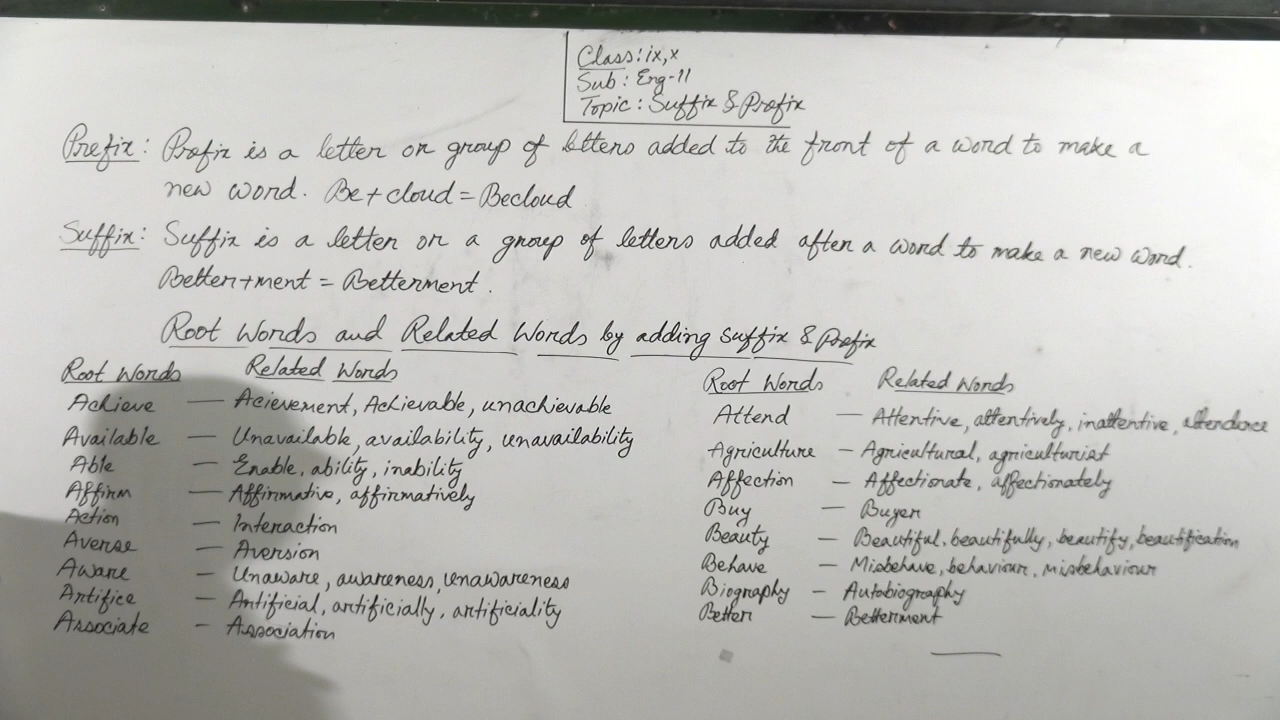 Class: ix, x
Sub: Eng-11
Topic: Suffix & Prefix
Prefix: Prefix is a letter or group of letters added to the front of a word to make a
new word. Be + cloud = Becloud
Suffix: Suffix is a letter or a group of letters added after a word to make a new word.
Better + ment = Betterment.
Root Words and Related Words by adding suffix & Prefix
Root Words Related Words
Achieve — Acievement, Achievable, unachievable
Available — Unavailable, availability, unavailability
Able — Enable, ability, inability
Affirm — Affirmative, affirmatively
Action — Interaction
Averse — Aversion
Aware — Unaware, awareness, unawareness
Artifice — Artificial, artificially, artificiality
Associate — Association
Root Words Related Words
Attend — Attentive, attentively, inattentive, attendance
Agriculture — Agricultural, agriculturist
Affection — Affectionate, affectionately
Buy — Buyer
Beauty — Beautiful, beautifully, beautify, beautification
Behave — Misbehave, behaviour, misbehaviour
Biography — Autobiography
Better — Betterment